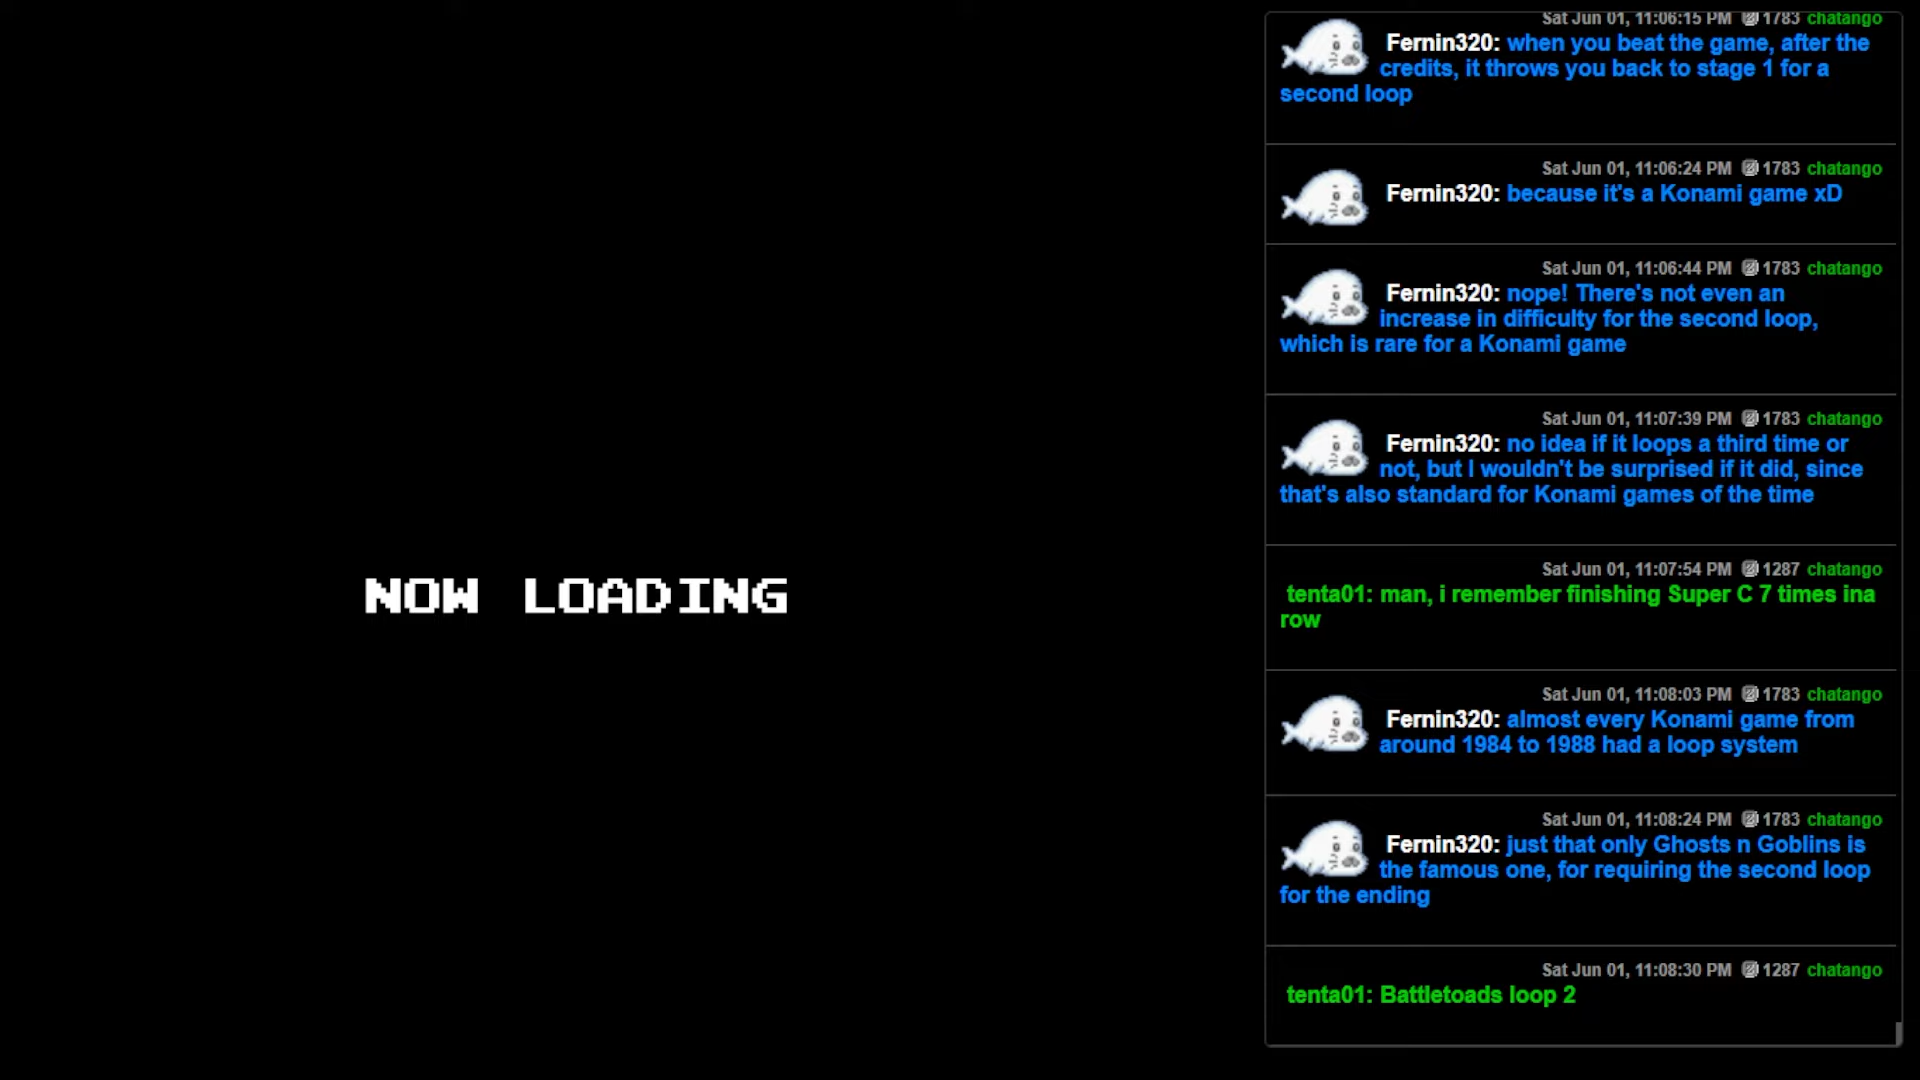 NOW LOADING
Sat Jun 01, 11:06:15 PM 1783 chatango
Fernin320: when you beat the game, after the
credits, it throws you back to stage 1 for a
second loop
Sat Jun 01, 11:06:24 PM 1783 chatango
Fernin320: because it's a Konami game xD
Sat Jun 01, 11:06:44 PM 1783 chatango
Fernin320: nope! There's not even an
increase in difficulty for the second loop,
which is rare for a Konami game
Sat Jun 01, 11:07:39 PM 1783 chatango
Fernin320: no idea if it loops a third time or
not, but I wouldn't be surprised if it did, since
that's also standard for Konami games of the time
Sat Jun 01, 11:07:54 PM 1287 chatango
tenta01: man, i remember finishing Super C 7 times ina
row
Sat Jun 01, 11:08:03 PM 1783 chatango
Fernin320: almost every Konami game from
around 1984 to 1988 had a loop system
Sat Jun 01, 11:08:24 PM 1783 chatango
Fernin320: just that only Ghosts n Goblins is
the famous one, for requiring the second loop
for the ending
Sat Jun 01, 11:08:30 PM 1287 chatango
tenta01: Battletoads loop 2